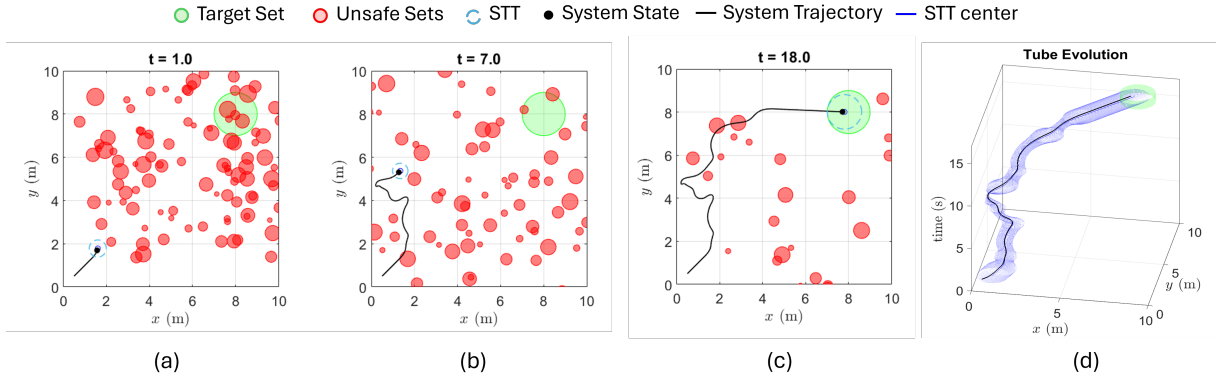 Target Set Unsafe Sets STT System State System Trajectory STT center
t = 1.0
10
8
6
4
2
0
0 2 4 6 8 10
x (m)
y (m)
(a)
t = 7.0
10
8
6
4
2
0
0 2 4 6 8 10
x (m)
y (m)
(b)
t = 18.0
10
8
6
4
2
0
0 2 4 6 8 10
x (m)
y (m)
(c)
Tube Evolution
15
10
5
0
time (s)
0 5 10
x (m)
0 5 10
y (m)
(d)